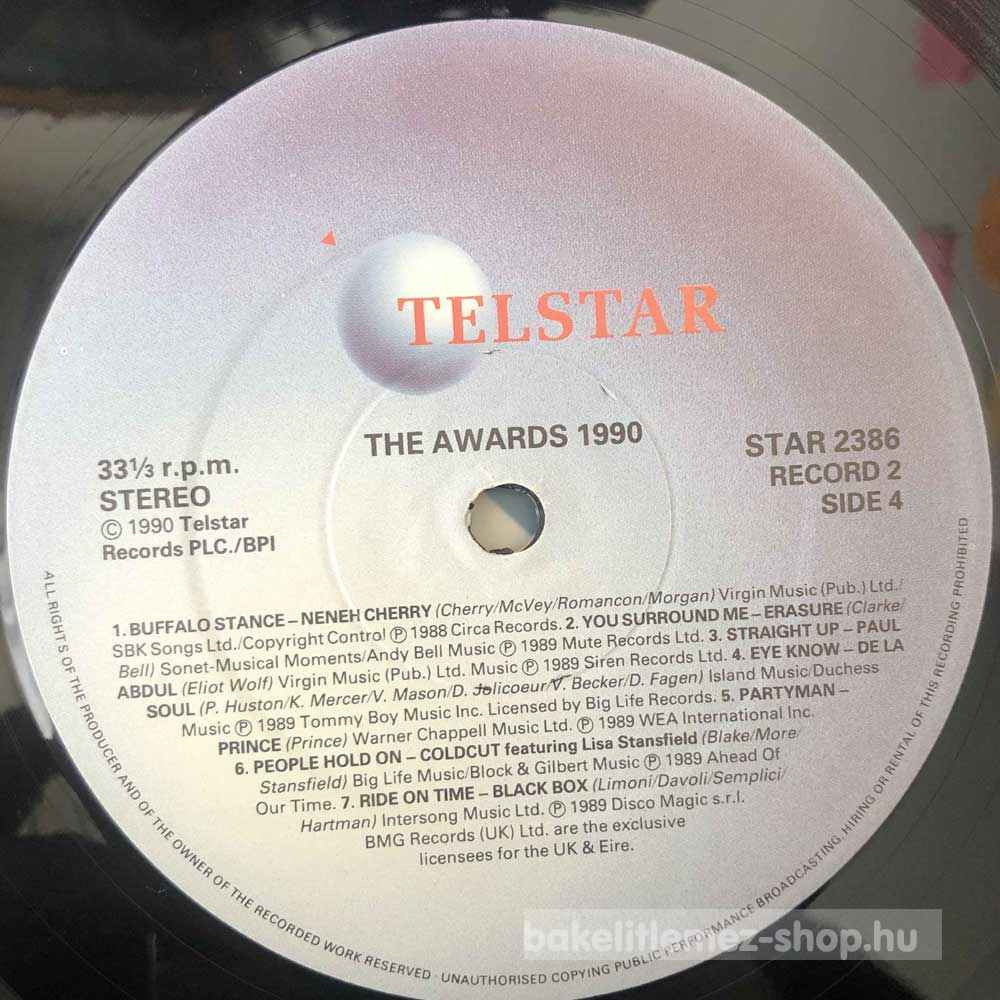 TELSTAR
THE AWARDS 1990
33⅓ r.p.m.
STEREO
© 1990 Telstar
Records PLC./BPI
STAR 2386
RECORD 2
SIDE 4
1. BUFFALO STANCE – NENEH CHERRY (Cherry/McVey/Romancon/Morgan) Virgin Music (Pub.) Ltd./
SBK Songs Ltd./Copyright Control ℗ 1988 Circa Records. 2. YOU SURROUND ME – ERASURE (Clarke/
Bell) Sonet-Musical Moments/Andy Bell Music ℗ 1989 Mute Records Ltd. 3. STRAIGHT UP – PAUL
ABDUL (Eliot Wolf) Virgin Music (Pub.) Ltd. Music ℗ 1989 Siren Records Ltd. 4. EYE KNOW – DE LA
SOUL (P. Huston/K. Mercer/V. Mason/D. Jolicoeur/V. Becker/D. Fagen) Island Music/Duchess
Music ℗ 1989 Tommy Boy Music Inc. Licensed by Big Life Records. 5. PARTYMAN –
PRINCE (Prince) Warner Chappell Music Ltd. ℗ 1989 WEA International Inc.
6. PEOPLE HOLD ON – COLDCUT featuring Lisa Stansfield (Blake/More/
Stansfield) Big Life Music/Block & Gilbert Music ℗ 1989 Ahead Of
Our Time. 7. RIDE ON TIME – BLACK BOX (Limoni/Davoli/Semplici/
Hartman) Intersong Music Ltd. ℗ 1989 Disco Magic s.r.l.
BMG Records (UK) Ltd. are the exclusive
licensees for the UK & Eire.
ALL RIGHTS OF THE PRODUCER AND OF THE OWNER OF THE RECORDED WORK RESERVED · UNAUTHORISED COPYING PUBLIC PERFORMANCE BROADCASTING, HIRING OR RENTAL OF THIS RECORDING PROHIBITED
bakelitlemez-shop.hu